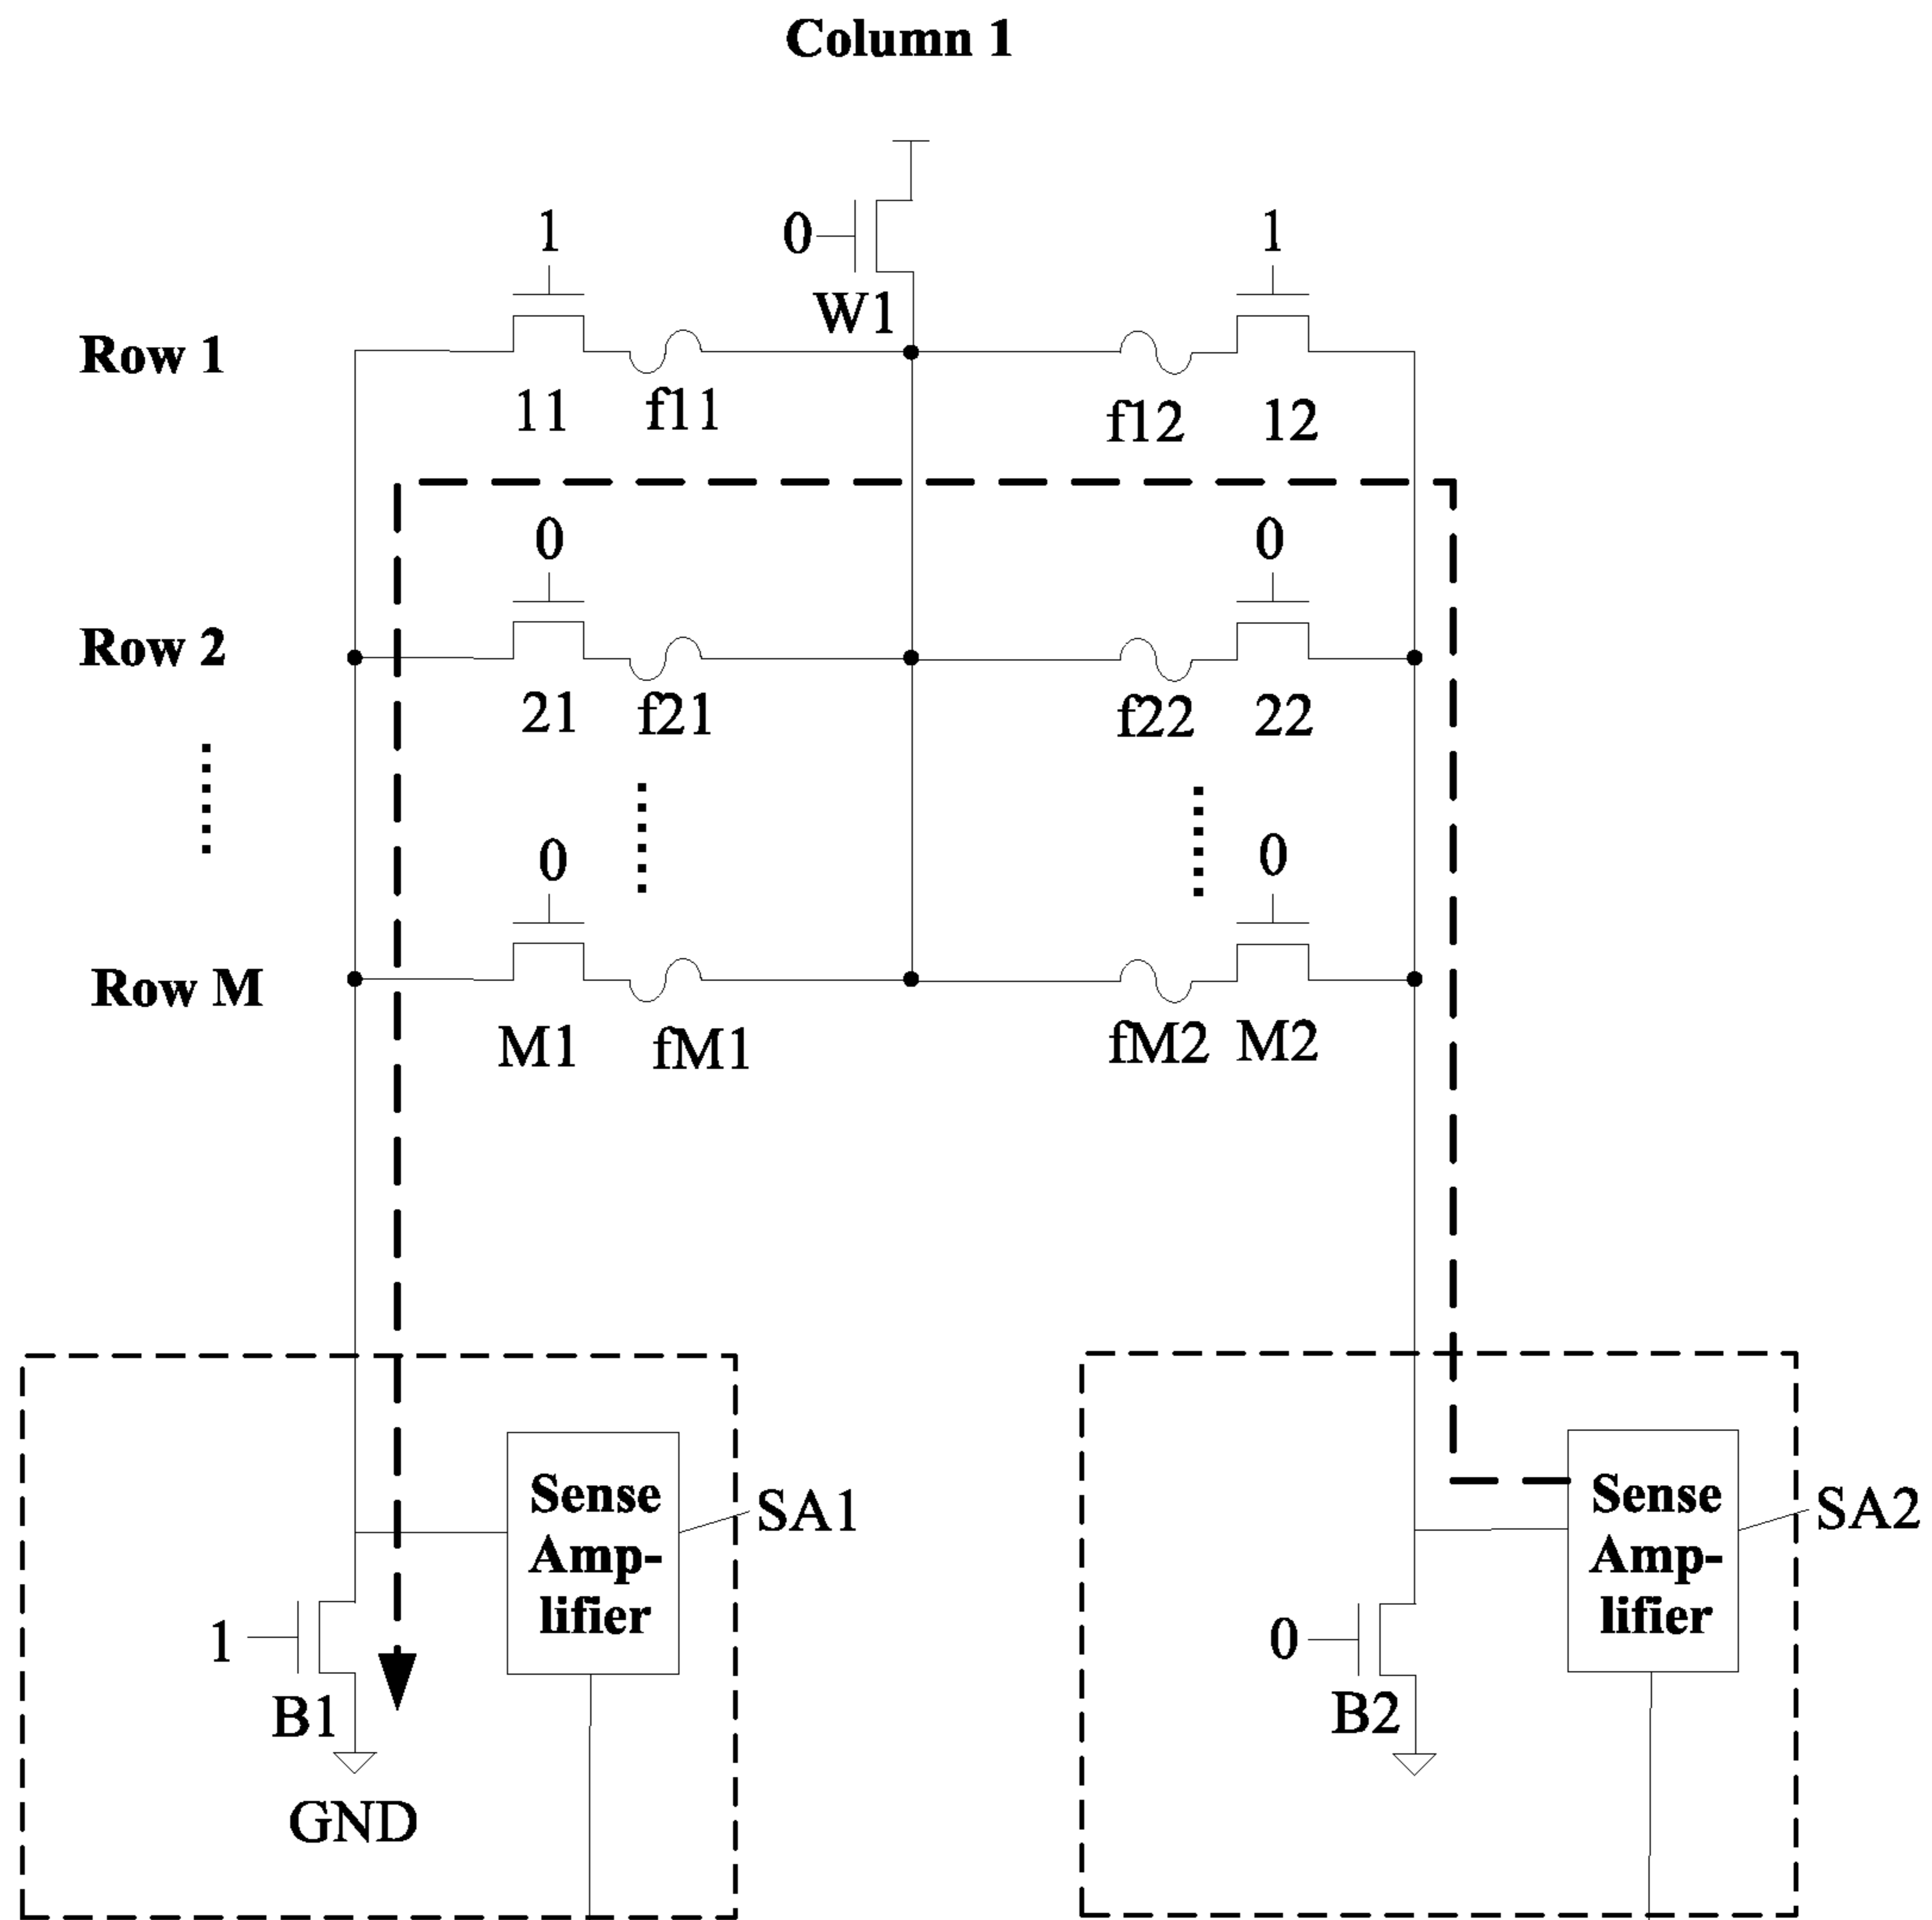 Column 1
1
0
1
W1
Row 1
11
f11
f12
12
0
0
Row 2
21
f21
f22
22
0
0
Row M
M1
fM1
fM2
M2
Sense
Amp-
lifier
SA1
Sense
Amp-
lifier
SA2
1
B1
0
B2
GND